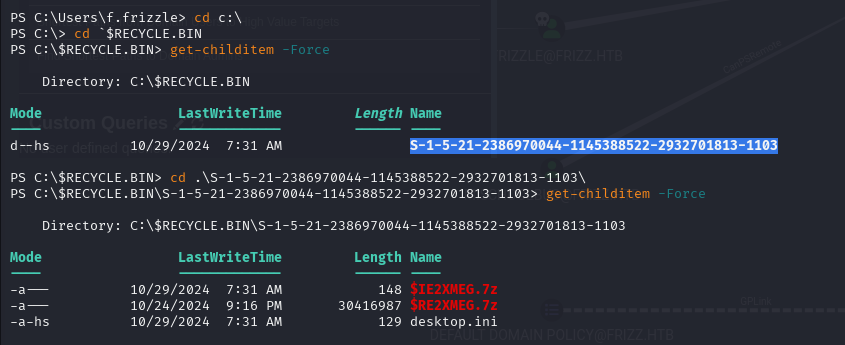 PS C:\Users\f.frizzle> cd c:\
PS C:\> cd `$RECYCLE.BIN
PS C:\$RECYCLE.BIN> get-childitem -Force
RIZZLE@FRIZZ.HTB
Directory: C:\$RECYCLE.BIN
Mode LastWriteTime Length Name
Custom Queries
d--hs 10/29/2024 7:31 AM S-1-5-21-2386970044-1145388522-2932701813-1103
PS C:\$RECYCLE.BIN> cd .\S-1-5-21-2386970044-1145388522-2932701813-1103\
PS C:\$RECYCLE.BIN\S-1-5-21-2386970044-1145388522-2932701813-1103> get-childitem -Force
Directory: C:\$RECYCLE.BIN\S-1-5-21-2386970044-1145388522-2932701813-1103
Mode LastWriteTime Length Name
-a--- 10/29/2024 7:31 AM 148 $IE2XMEG.7z
-a--- 10/24/2024 9:16 PM 30416987 $RE2XMEG.7z
GPLink
-a-hs 10/29/2024 7:31 AM 129 desktop.ini
DEFAULT DOMAIN POLICY@FRIZZ.HTB